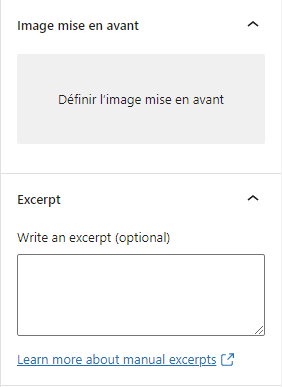 Image mise en avant
Définir l’image mise en avant
Excerpt
Write an excerpt (optional)
Learn more about manual excerpts